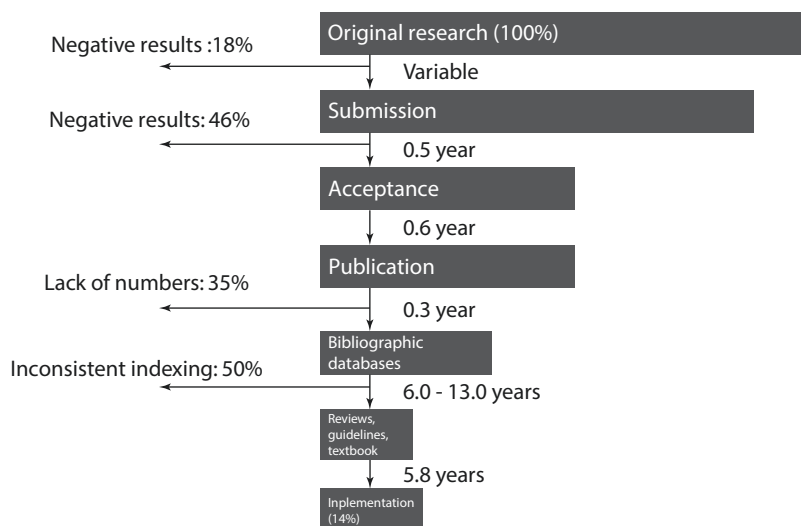 Original research (100%)
Negative results :18%
Variable
Submission
Negative results: 46%
0.5 year
Acceptance
0.6 year
Publication
Lack of numbers: 35%
0.3 year
Bibliographic
databases
Inconsistent indexing: 50%
6.0 - 13.0 years
Reviews,
guidelines,
textbook
5.8 years
Inplementation
(14%)